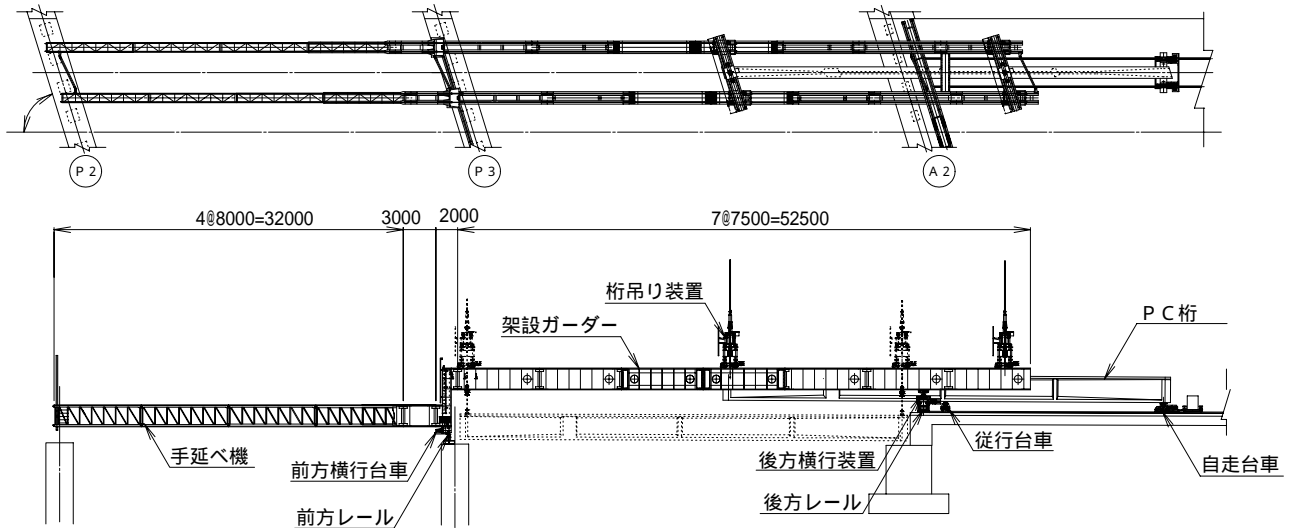 P2
P3
A2
4@8000=32000
3000
2000
7@7500=52500
桁吊り装置
架設ガーダー
PC桁
手延べ機
前方横行台車
前方レール
後方横行装置
後方レール
従行台車
自走台車